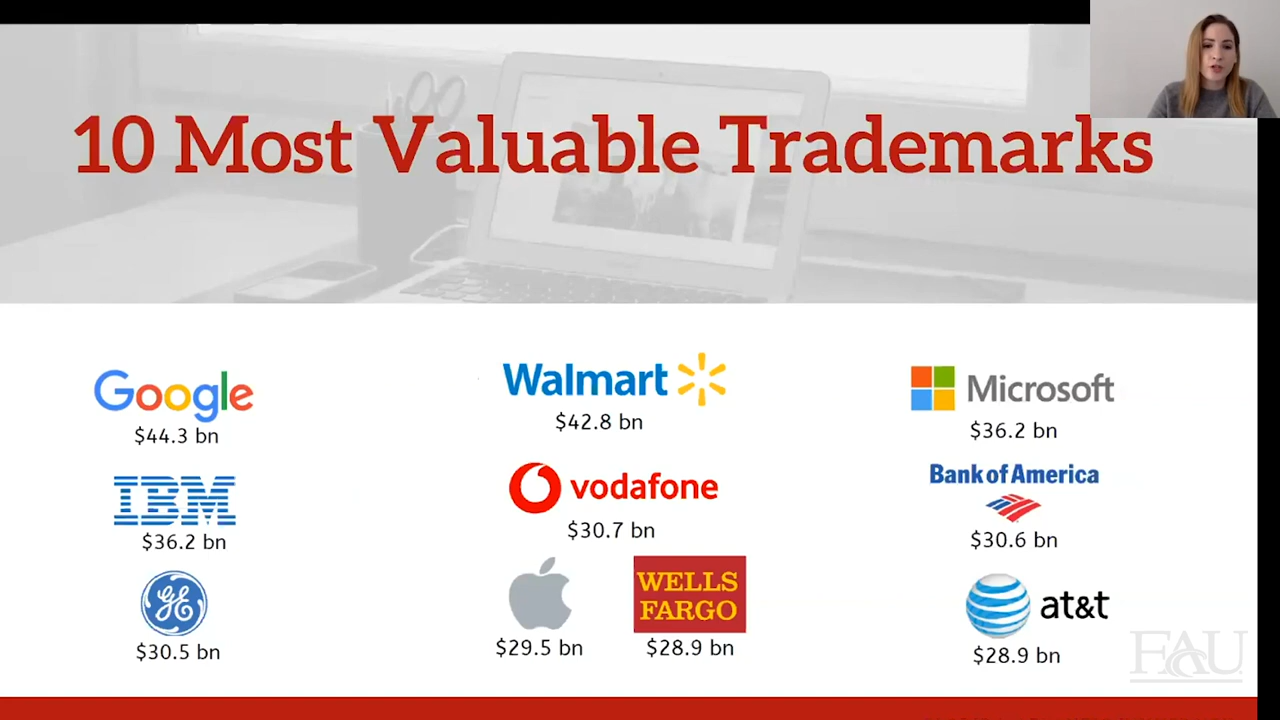 10 Most Valuable Trademarks
Google
$44.3 bn
Walmart
$42.8 bn
Microsoft
$36.2 bn
IBM
$36.2 bn
vodafone
$30.7 bn
Bank of America
$30.6 bn
GE
$30.5 bn
$29.5 bn
WELLS
FARGO
$28.9 bn
at&t
$28.9 bn
FAU